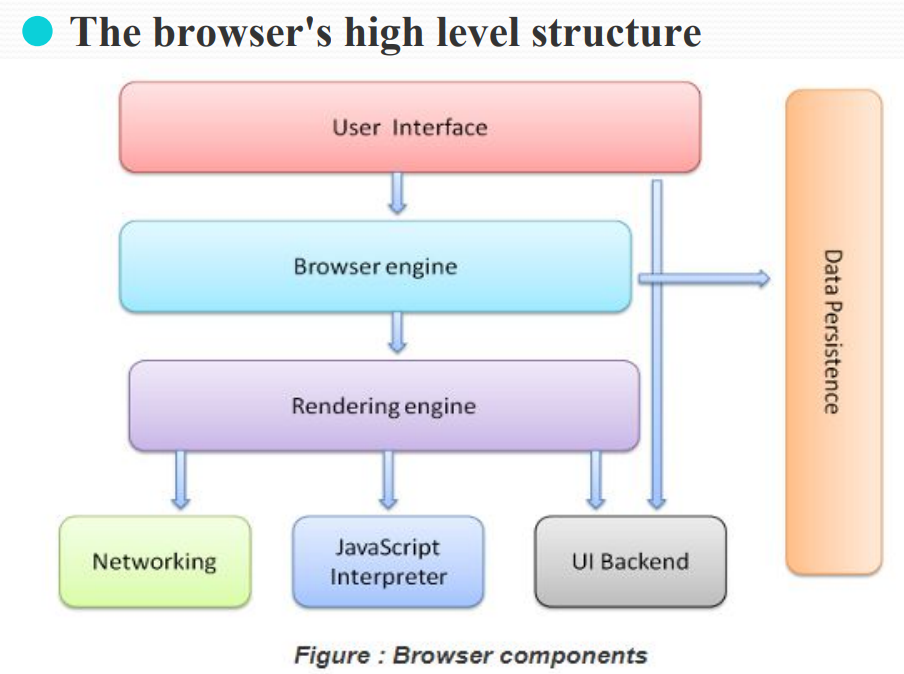 The browser's high level structure
User Interface
Browser engine
Data Persistence
Rendering engine
Networking
JavaScript
Interpreter
UI Backend
Figure : Browser components